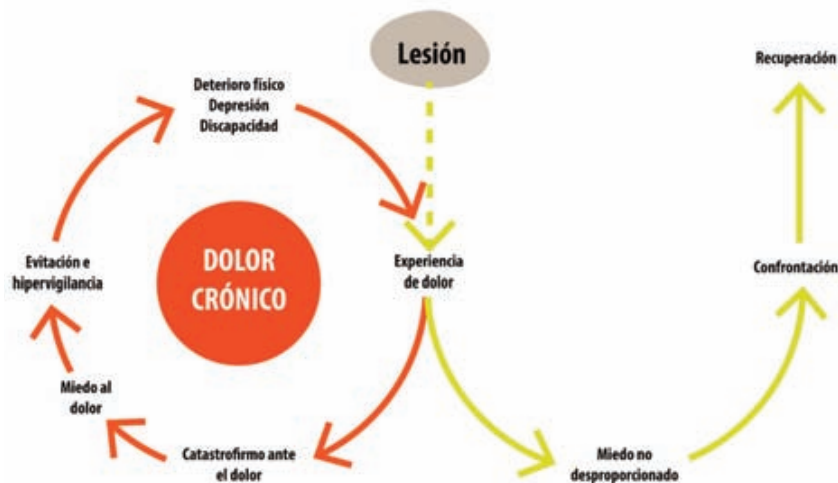 Lesión
Recuperación
Deterioro físico
Depresión
Discapacidad
Evitación e
hipervigilancia
DOLOR
CRÓNICO
Experiencia
de dolor
Confrontación
Miedo al
dolor
Catastrofirmo ante
el dolor
Miedo no
desproporcionado